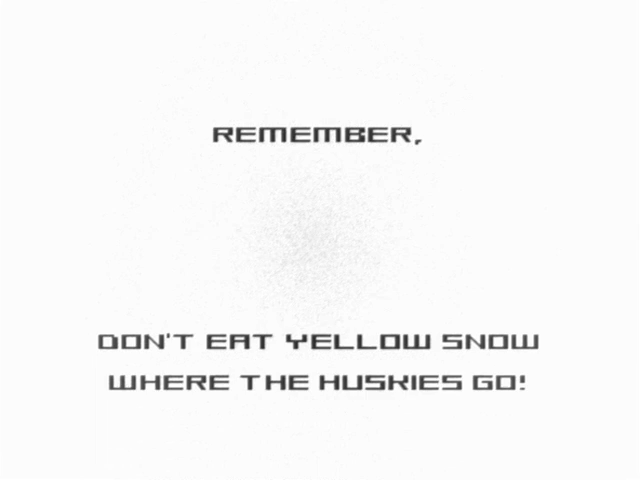 REMEMBER,
DON'T EAT YELLOW SNOW
WHERE THE HUSKIES GO!